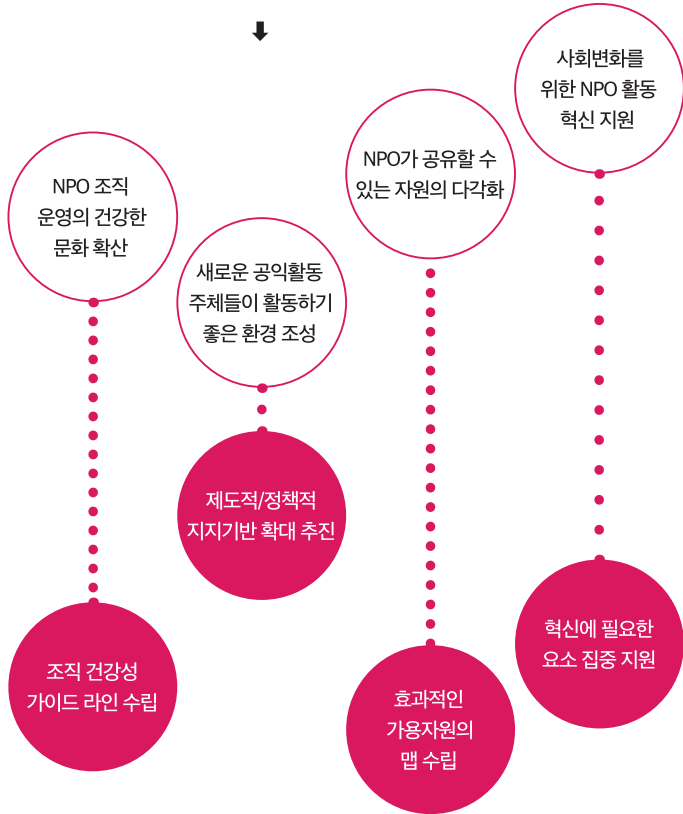 NPO 조직
운영의 건강한
문화 확산
조직 건강성
가이드 라인 수립
새로운 공익활동
주체들이 활동하기
좋은 환경 조성
제도적/정책적
지지기반 확대 추진
NPO가 공유할 수
있는 자원의 다각화
효과적인
가용자원의
맵 수립
사회변화를
위한 NPO 활동
혁신 지원
혁신에 필요한
요소 집중 지원